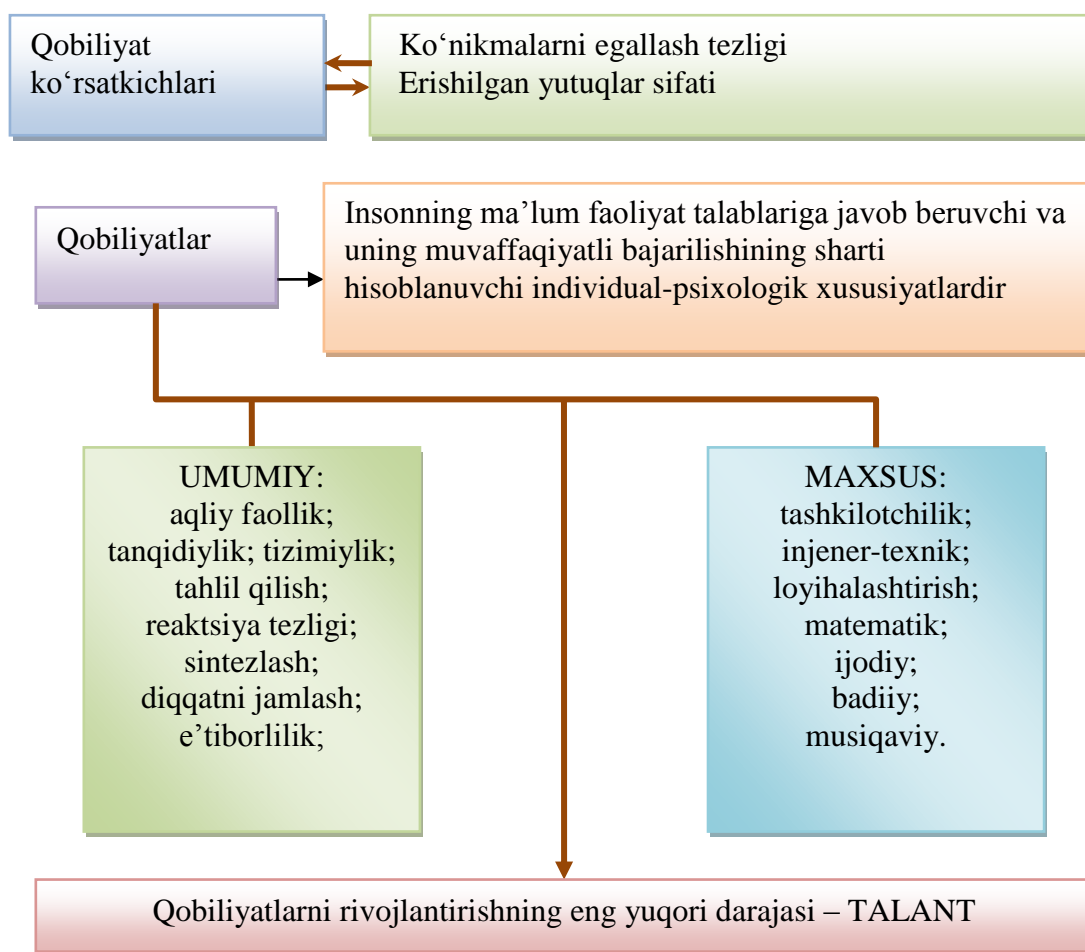 Qobiliyat
ko‘rsatkichlari
Ko‘nikmalarni egallash tezligi
Erishilgan yutuqlar sifati
Qobiliyatlar
Insonning ma’lum faoliyat talablariga javob beruvchi va
uning muvaffaqiyatli bajarilishining sharti
hisoblanuvchi individual-psixologik xususiyatlardir
UMUMIY:
aqliy faollik;
tanqidiylik; tizimiylik;
tahlil qilish;
reaktsiya tezligi;
sintezlash;
diqqatni jamlash;
e’tiborlilik;
MAXSUS:
tashkilotchilik;
injener-texnik;
loyihalashtirish;
matematik;
ijodiy;
badiiy;
musiqaviy.
Qobiliyatlarni rivojlantirishning eng yuqori darajasi – TALANT